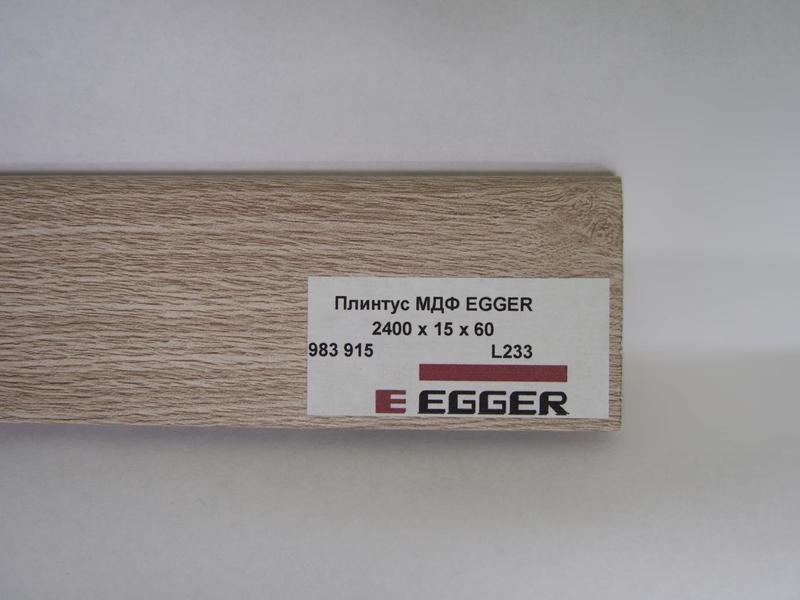 Плинтус МДФ EGGER
2400 x 15 x 60
983 915 L233
E EGGER